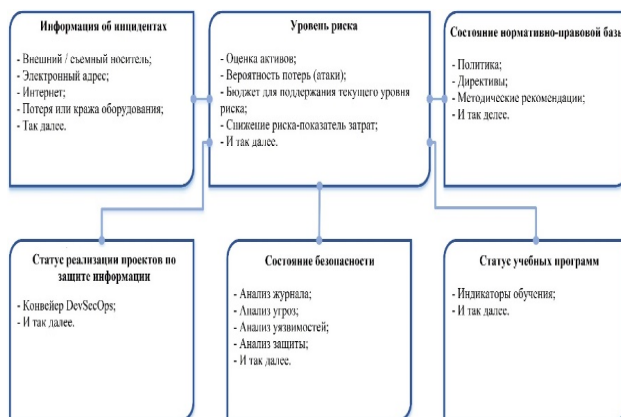 Информация об инцидентах
- Внешний / съемный носитель;
- Электронный адрес;
- Интернет;
- Потеря или кража оборудования;
- Так далее.
Уровень риска
- Оценка активов;
- Вероятность потерь (атаки);
- Бюджет для поддержания текущего уровня
риска;
- Снижение риска-показатель затрат;
- И так далее.
Состояние нормативно-правовой базы
- Политика;
- Директивы;
- Методические рекомендации;
- И так далее.
Статус реализации проектов по
защите информации
- Конвейер DevSecOps;
- И так далее.
Состояние безопасности
- Анализ журнала;
- Анализ угроз;
- Анализ уязвимостей;
- Анализ защиты;
- И так далее.
Статус учебных программ
- Индикаторы обучения;
- И так далее.